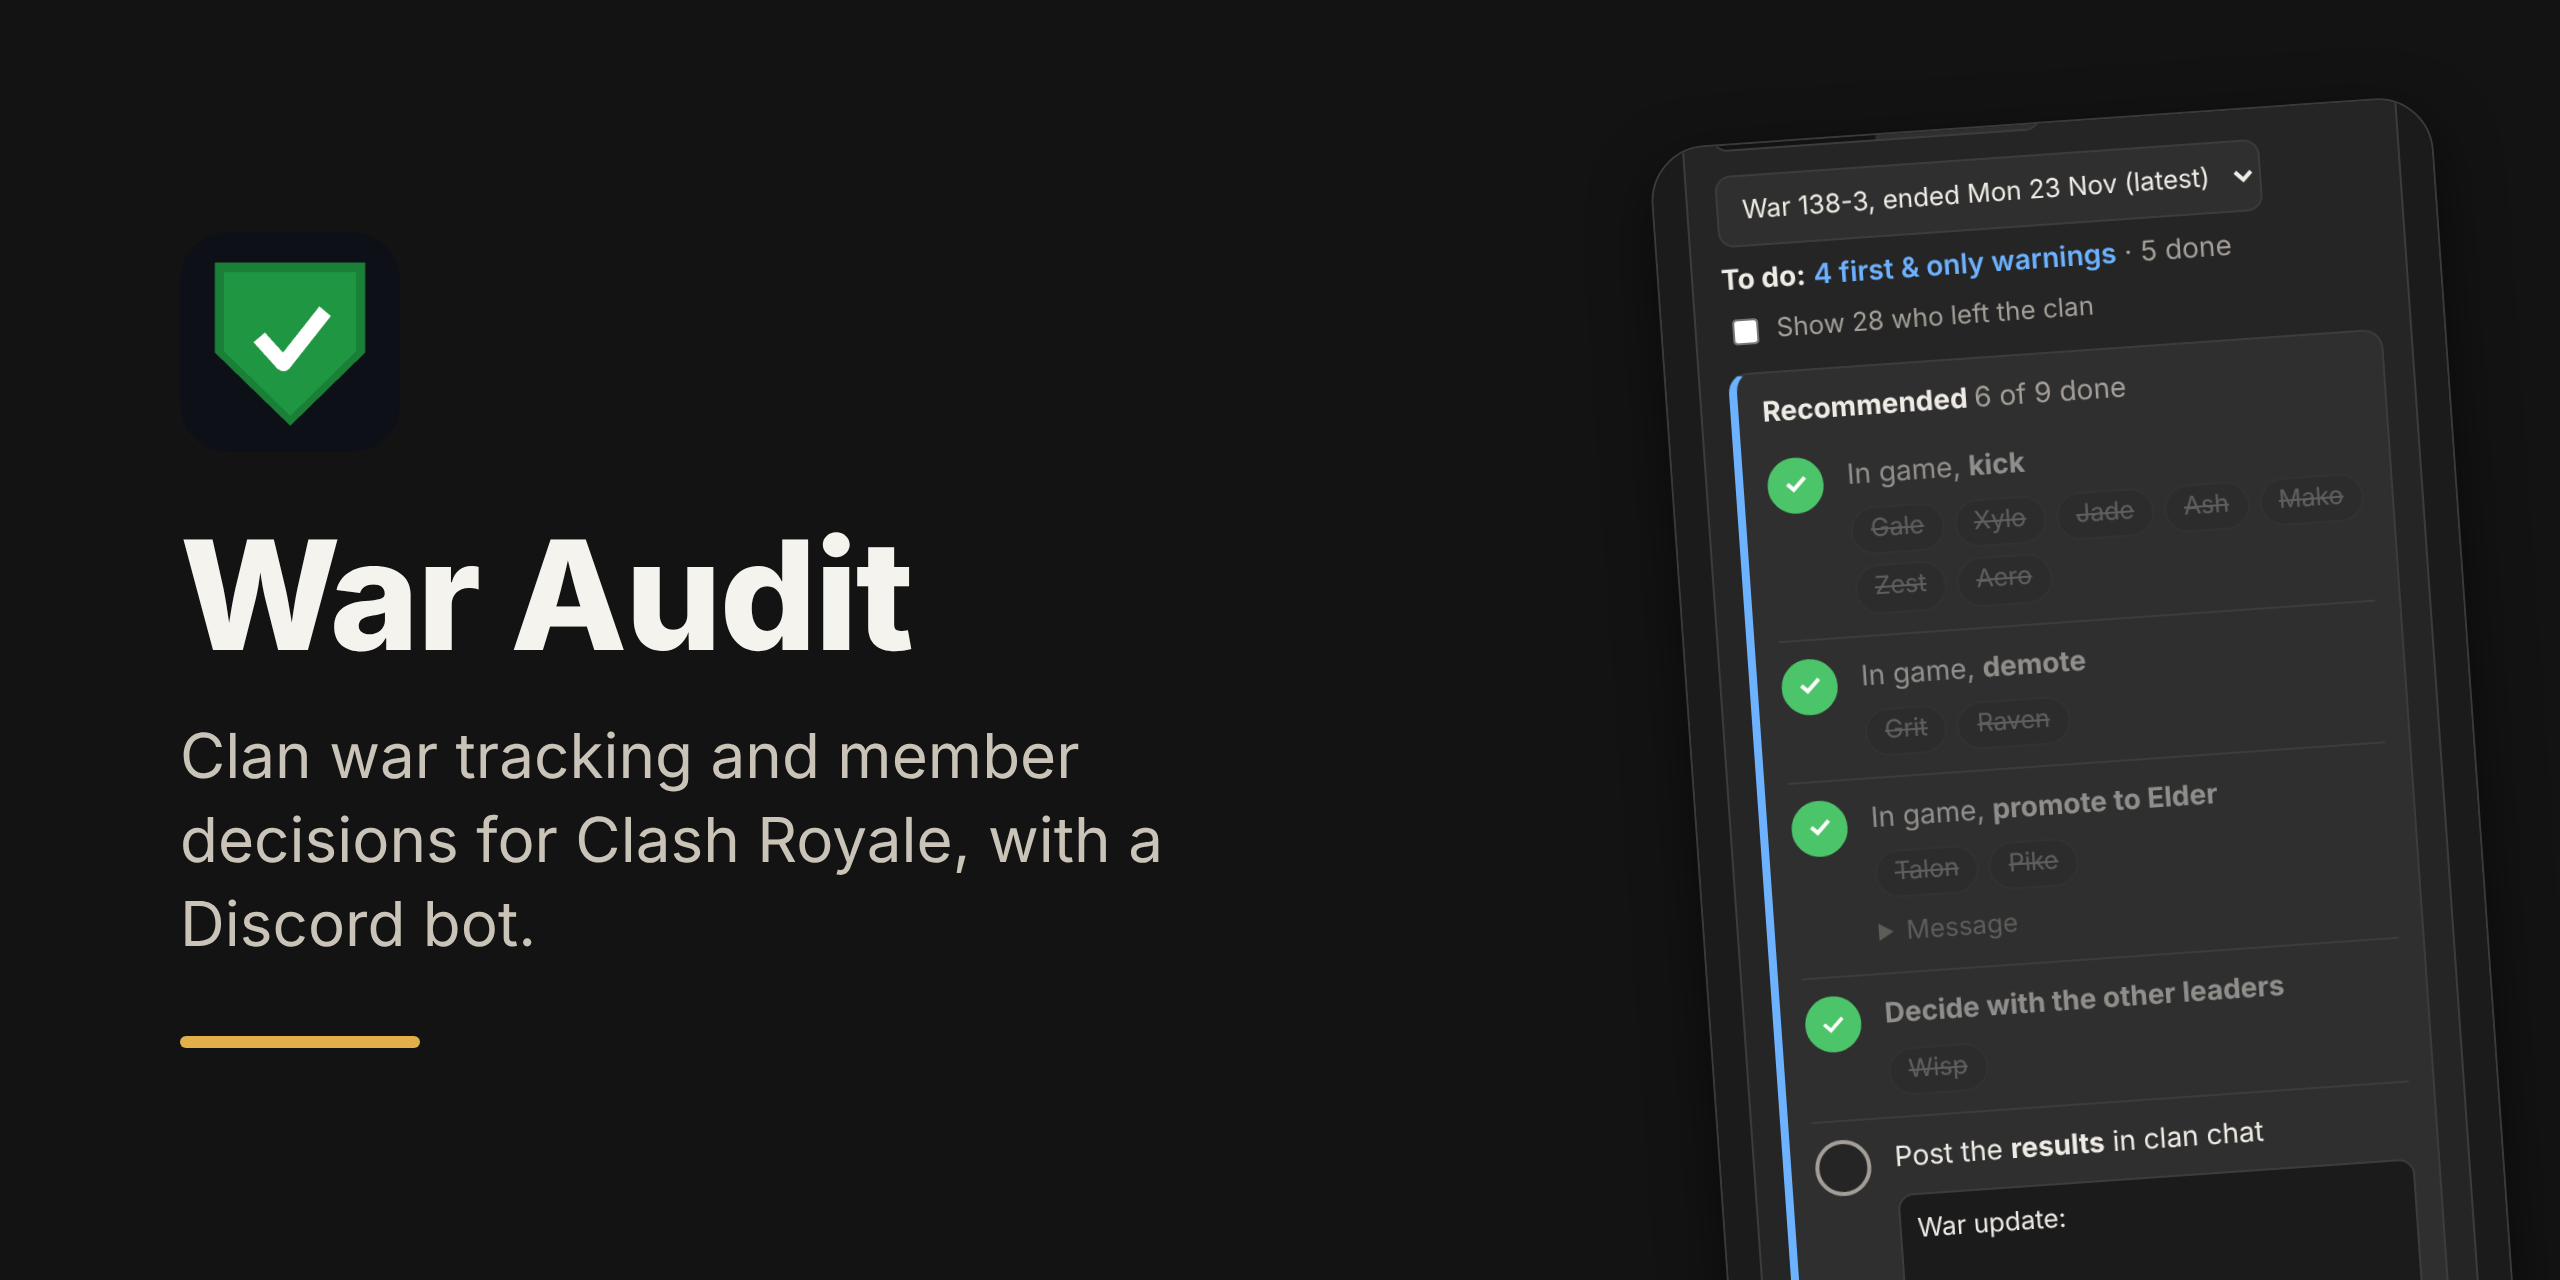 War Audit
Clan war tracking and member
decisions for Clash Royale, with a
Discord bot.
War 138-3, ended Mon 23 Nov (latest)
To do: 4 first & only warnings · 5 done
Show 28 who left the clan
Recommended 6 of 9 done
In game, kick
Gale Xylo Jade Ash Mako
Zest Aero
In game, demote
Grit Raven
In game, promote to Elder
Talon Pike
Message
Decide with the other leaders
Wisp
Post the results in clan chat
War update: